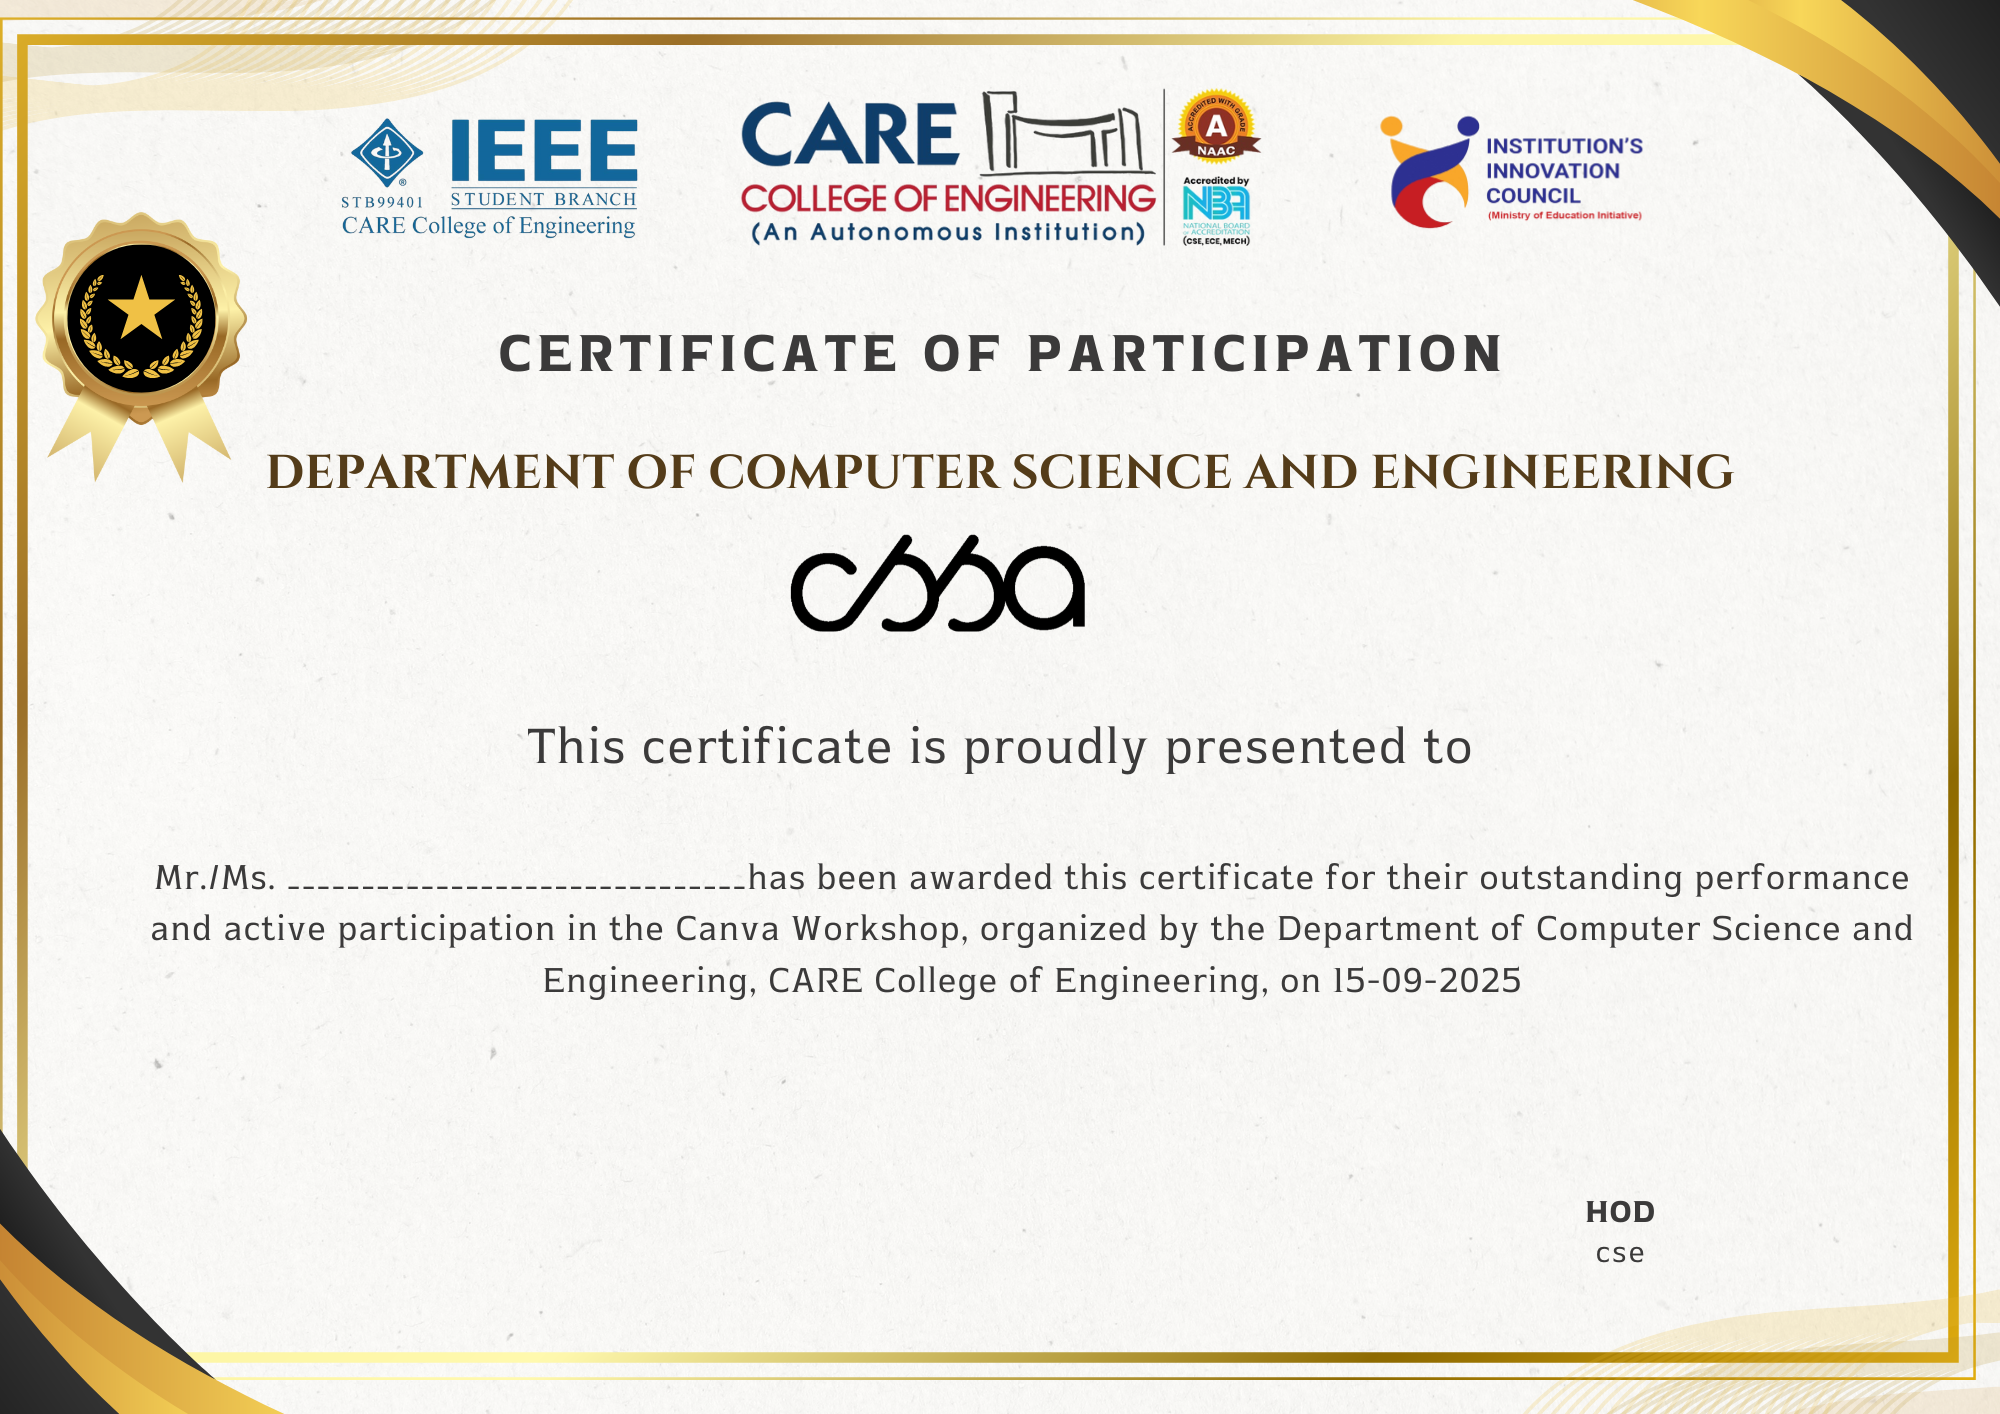 IEEE
STB99401 STUDENT BRANCH
CARE College of Engineering
CARE
COLLEGE OF ENGINEERING
(An Autonomous Institution)
ACCREDITED WITH GRADE
A
NAAC
Accredited by
NBA
NATIONAL BOARD
of ACCREDITATION
(CSE, ECE, MECH)
INSTITUTION'S
INNOVATION
COUNCIL
(Ministry of Education Initiative)
CERTIFICATE OF PARTICIPATION
DEPARTMENT OF COMPUTER SCIENCE AND ENGINEERING
cssa
This certificate is proudly presented to
Mr./Ms. _______________________________has been awarded this certificate for their outstanding performance
and active participation in the Canva Workshop, organized by the Department of Computer Science and
Engineering, CARE College of Engineering, on 15-09-2025
HOD
cse